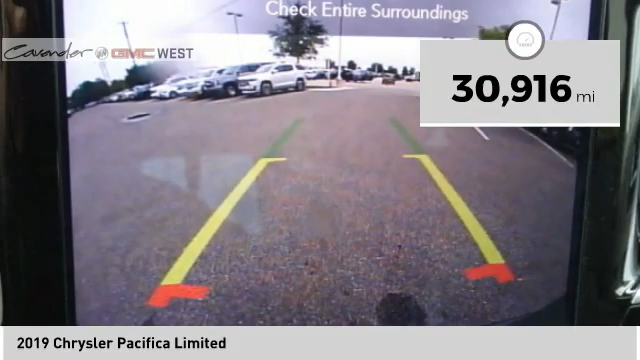 Check Entire Surroundings
Cavender GMC WEST
30,916 mi
2019 Chrysler Pacifica Limited